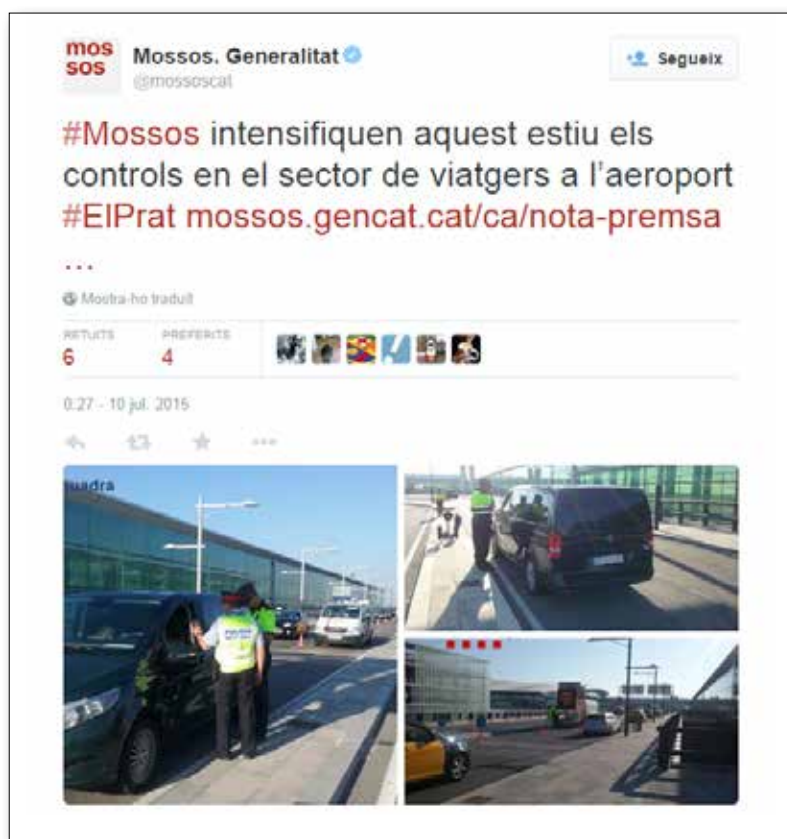 mos
sos
Mossos. Generalitat
@mossoscat
Segueix
#Mossos intensifiquen aquest estiu els
controls en el sector de viatgers a l'aeroport
#ElPrat mossos.gencat.cat/ca/nota-premsa
...
Mostra-ho traduït
RETUITS
6
PREFERITS
4
0:27 - 10 jul. 2015
quadra